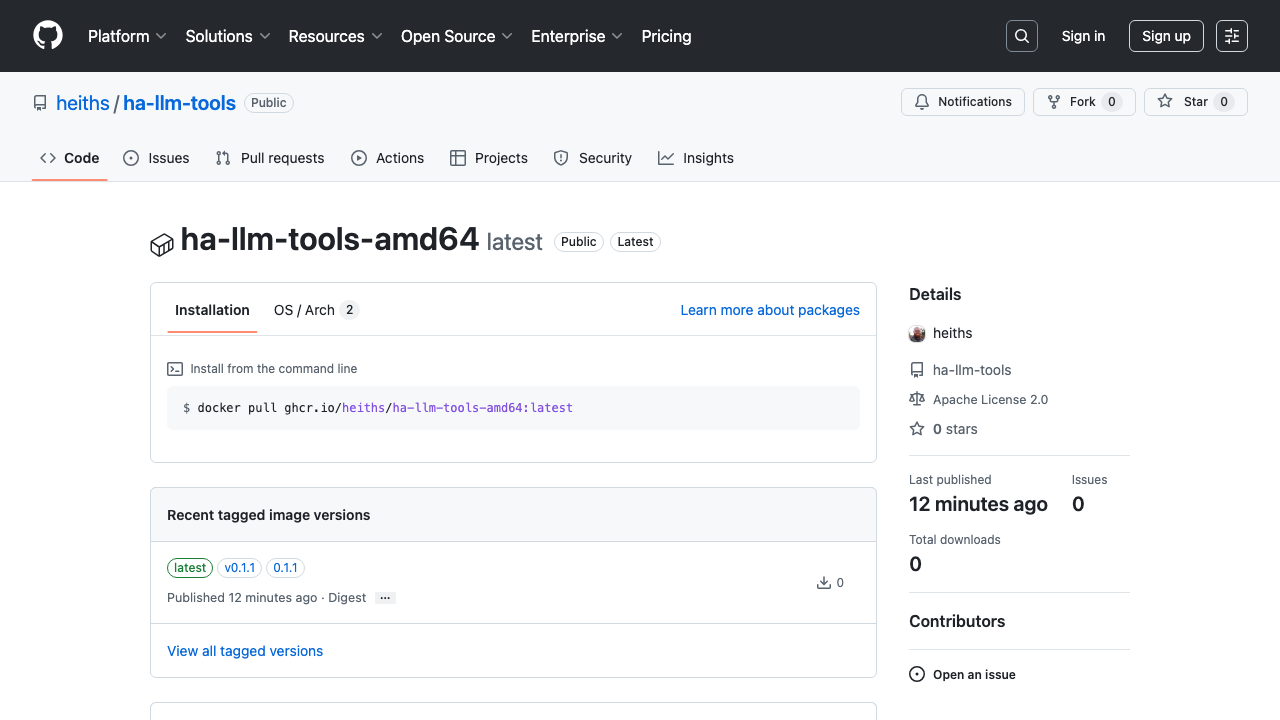 Platform
Solutions
Resources
Open Source
Enterprise
Pricing
Sign in
Sign up
heiths / ha-llm-tools Public
Notifications
Fork 0
Star 0
Code
Issues
Pull requests
Actions
Projects
Security
Insights
ha-llm-tools-amd64 latest Public Latest
Installation
OS / Arch 2
Learn more about packages
Install from the command line
$ docker pull ghcr.io/heiths/ha-llm-tools-amd64:latest
Recent tagged image versions
latest v0.1.1 0.1.1
Published 12 minutes ago · Digest …
0
View all tagged versions
Details
heiths
ha-llm-tools
Apache License 2.0
0 stars
Last published
12 minutes ago
Issues
0
Total downloads
0
Contributors
Open an issue